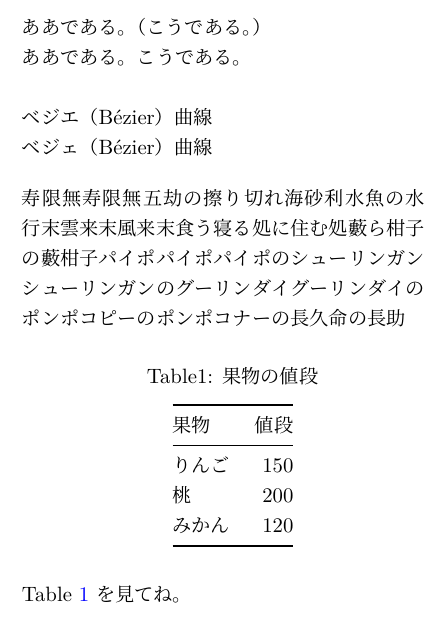 ああである。（こうである。）
ああである。こうである。
ベジエ（Bézier）曲線
ベジェ（Bézier）曲線
寿限無寿限無五劫の擦り切れ海砂利水魚の水
行末雲来末風来末食う寝る処に住む処藪ら柑子
の藪柑子パイポパイポパイポのシューリンガン
シューリンガンのグーリンダイグーリンダイの
ポンポコピーのポンポコナーの長久命の長助
Table1: 果物の値段
果物 値段
りんご 150
桃 200
みかん 120
Table 1 を見てね。